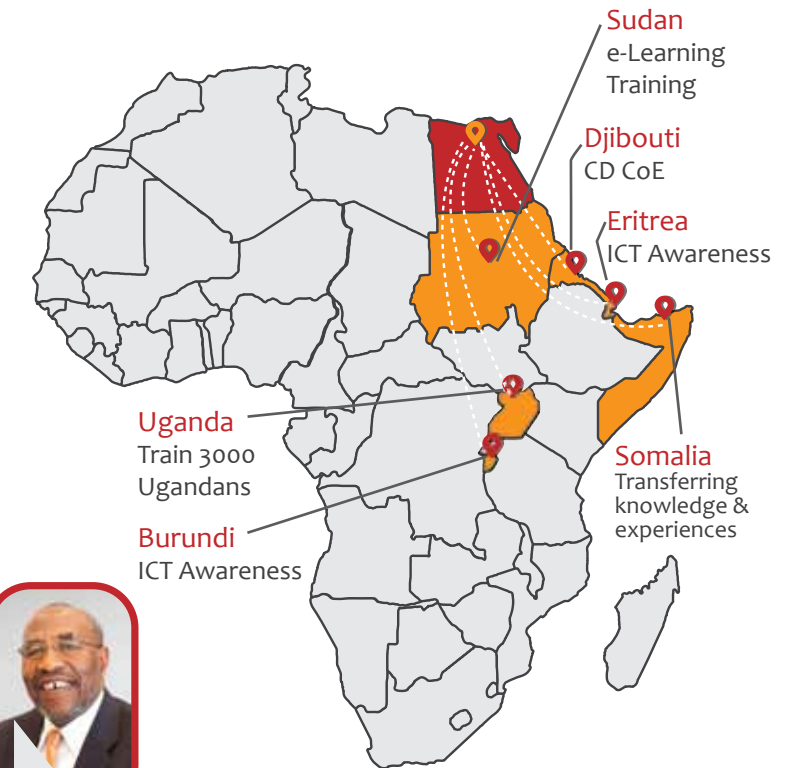 Sudan
e-Learning
Training
Djibouti
CD CoE
Eritrea
ICT Awareness
Uganda
Train 3000
Ugandans
Somalia
Transferring
knowledge &
experiences
Burundi
ICT Awareness